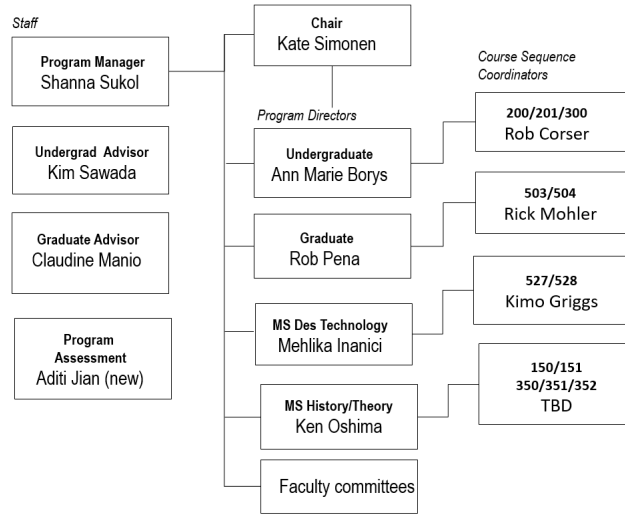 Staff
Program Manager
Shanna Sukol
Undergrad Advisor
Kim Sawada
Graduate Advisor
Claudine Manio
Program
Assessment
Aditi Jian (new)
Chair
Kate Simonen
Program Directors
Undergraduate
Ann Marie Borys
Graduate
Rob Pena
MS Des Technology
Mehlika Inanici
MS History/Theory
Ken Oshima
Faculty committees
Course Sequence
Coordinators
200/201/300
Rob Corser
503/504
Rick Mohler
527/528
Kimo Griggs
150/151
350/351/352
TBD